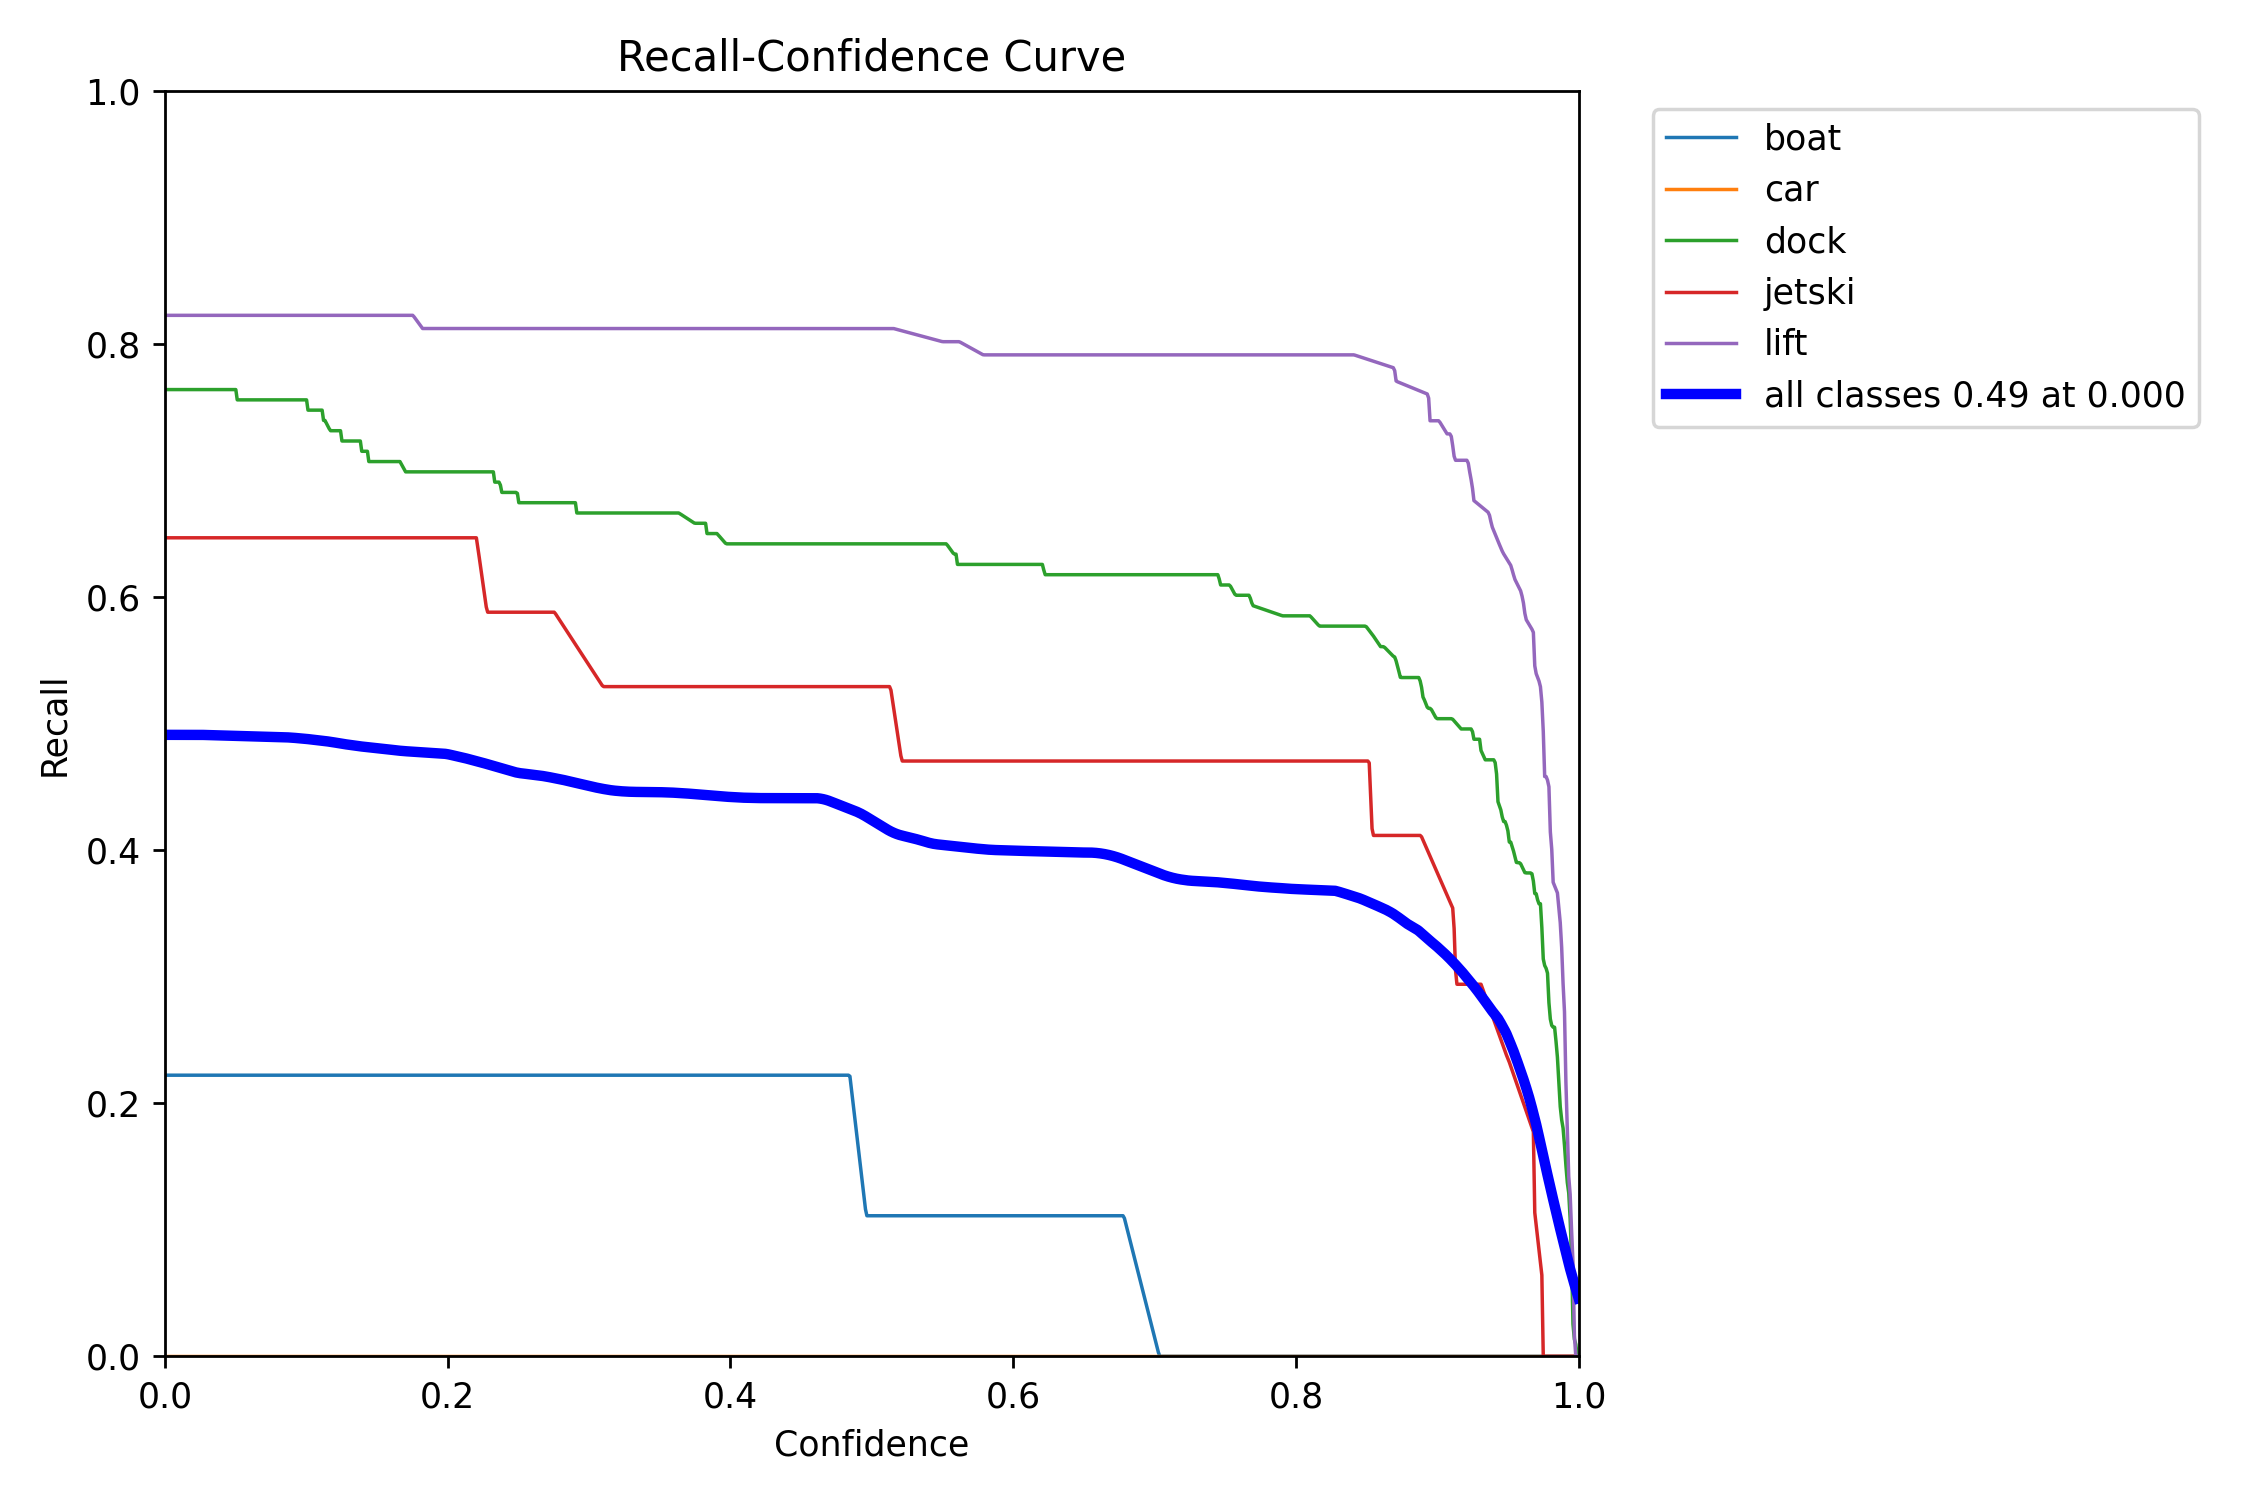 Recall-Confidence Curve
1.0
0.8
0.6
0.4
0.2
0.0
Recall
0.0 0.2 0.4 0.6 0.8 1.0
Confidence
boat
car
dock
jetski
lift
all classes 0.49 at 0.000